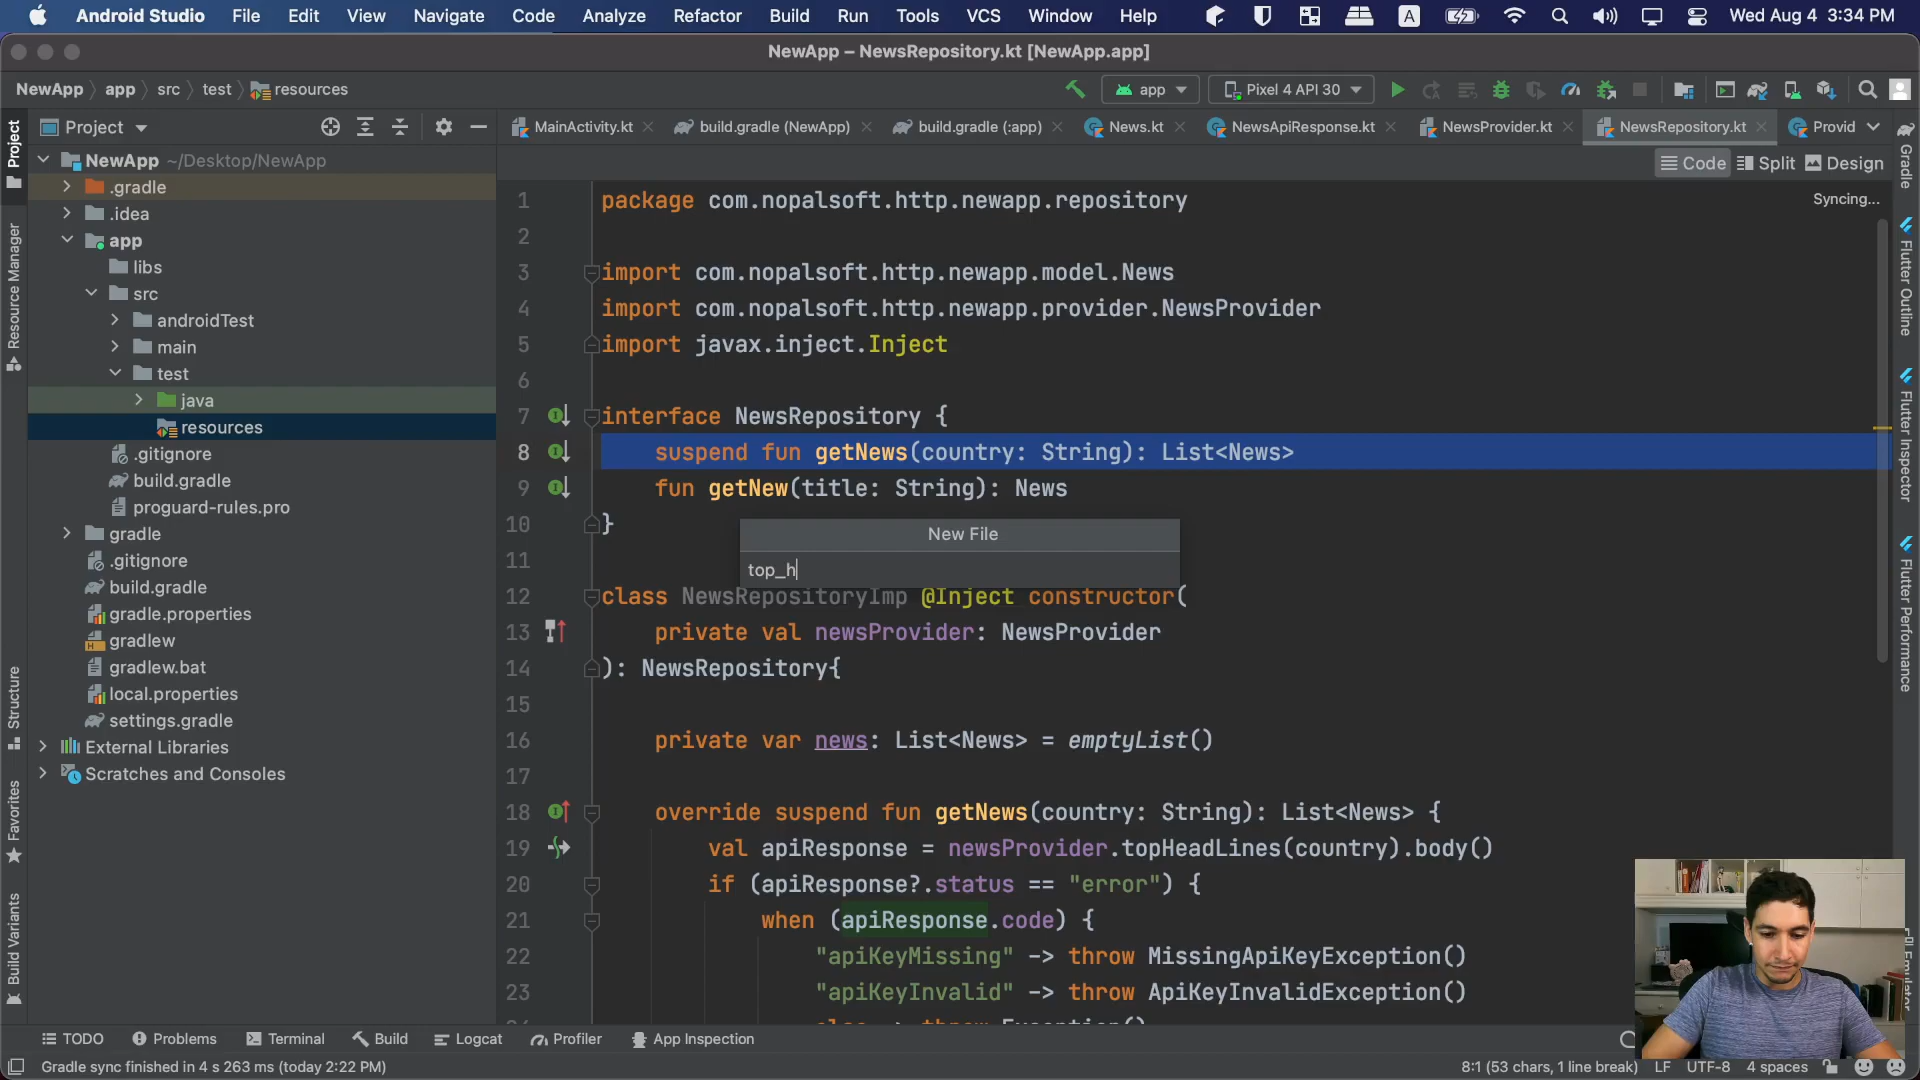 Android Studio File Edit View Navigate Code Analyze Refactor Build Run Tools VCS Window Help A Wed Aug 4 3:34 PM
NewApp – NewsRepository.kt [NewApp.app]
NewApp app src test resources app Pixel 4 API 30
Project MainActivity.kt build.gradle (NewApp) build.gradle (:app) News.kt NewsApiResponse.kt NewsProvider.kt NewsRepository.kt Provid
Code Split Design
Syncing...
NewApp ~/Desktop/NewApp
.gradle
.idea
app
libs
src
androidTest
main
test
java
resources
.gitignore
build.gradle
proguard-rules.pro
gradle
.gitignore
build.gradle
gradle.properties
gradlew
gradlew.bat
local.properties
settings.gradle
External Libraries
Scratches and Consoles
1 package com.nopalsoft.http.newapp.repository
2
3 import com.nopalsoft.http.newapp.model.News
4 import com.nopalsoft.http.newapp.provider.NewsProvider
5 import javax.inject.Inject
6
7 interface NewsRepository {
8 suspend fun getNews(country: String): List<News>
9 fun getNew(title: String): News
10 }
New File
11
top_h
12 class NewsRepositoryImp @Inject constructor(
13 private val newsProvider: NewsProvider
14 ): NewsRepository{
15
16 private var news: List<News> = emptyList()
17
18 override suspend fun getNews(country: String): List<News> {
19 val apiResponse = newsProvider.topHeadLines(country).body()
20 if (apiResponse?.status == "error") {
21 when (apiResponse.code) {
22 "apiKeyMissing" -> throw MissingApiKeyException()
23 "apiKeyInvalid" -> throw ApiKeyInvalidException()
else -> throw Exception()
Project
Resource Manager
Structure
Favorites
Build Variants
Gradle
Flutter Outline
Flutter Inspector
Flutter Performance
Emulator
TODO Problems Terminal Build Logcat Profiler App Inspection
Gradle sync finished in 4 s 263 ms (today 2:22 PM) 8:1 (53 chars, 1 line break) LF UTF-8 4 spaces